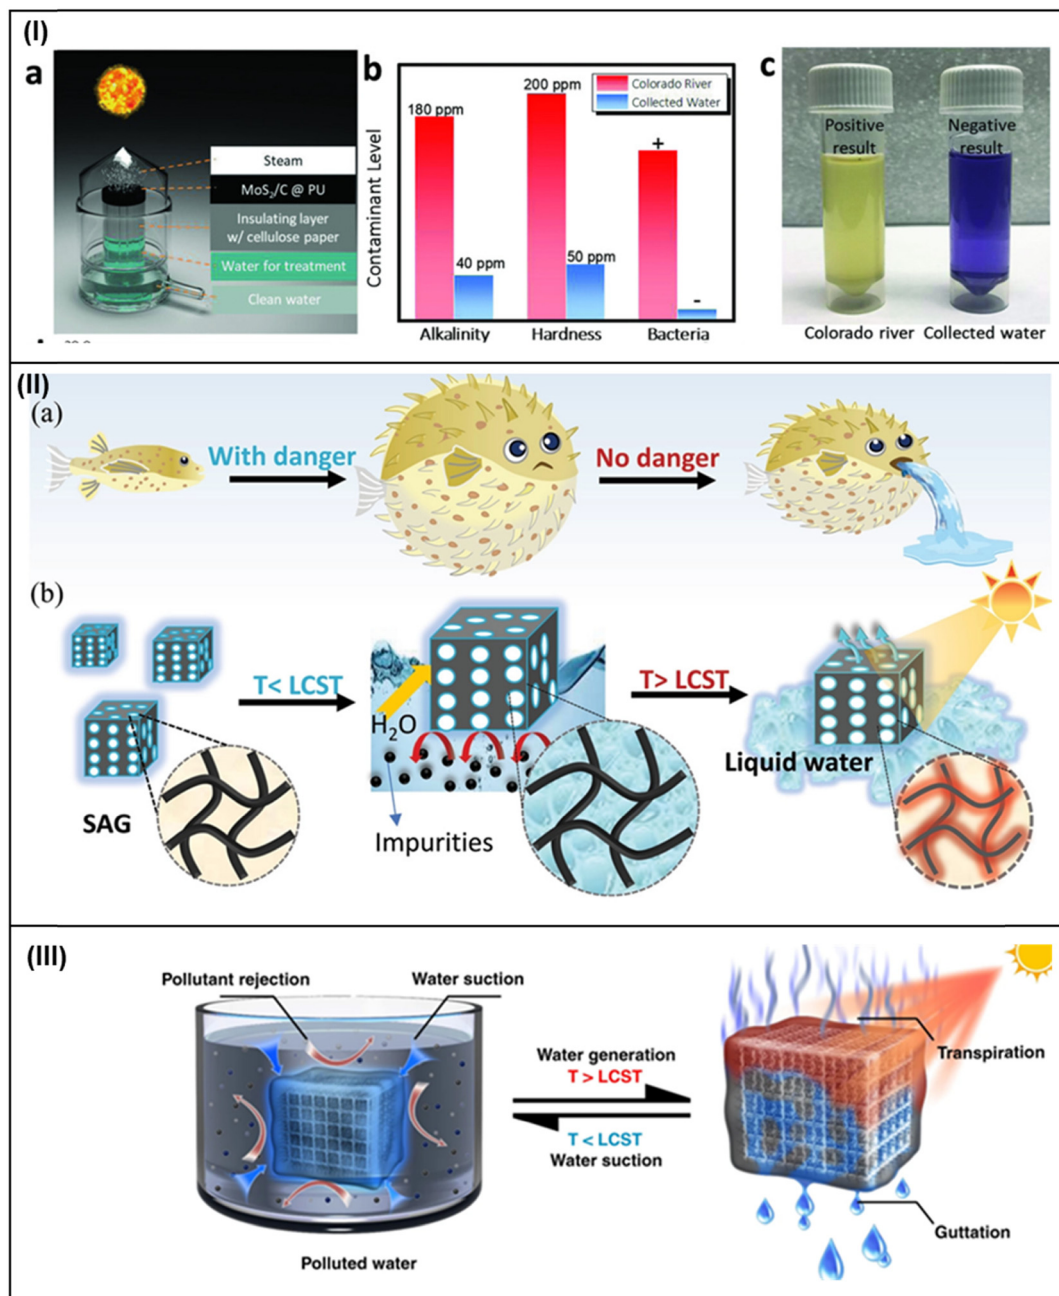 (I)
a
Steam
MoS₂/C @ PU
Insulating layer
w/ cellulose paper
Water for treatment
Clean water
b
Contaminant Level
Colorado River
Collected Water
180 ppm
40 ppm
200 ppm
50 ppm
+
-
Alkalinity
Hardness
Bacteria
c
Positive
result
Negative
result
Colorado river
Collected water
(II)
(a)
With danger
No danger
(b)
SAG
T< LCST
H₂O
Impurities
T> LCST
Liquid water
(III)
Pollutant rejection
Water suction
Polluted water
Water generation
T > LCST
T < LCST
Water suction
Transpiration
Guttation